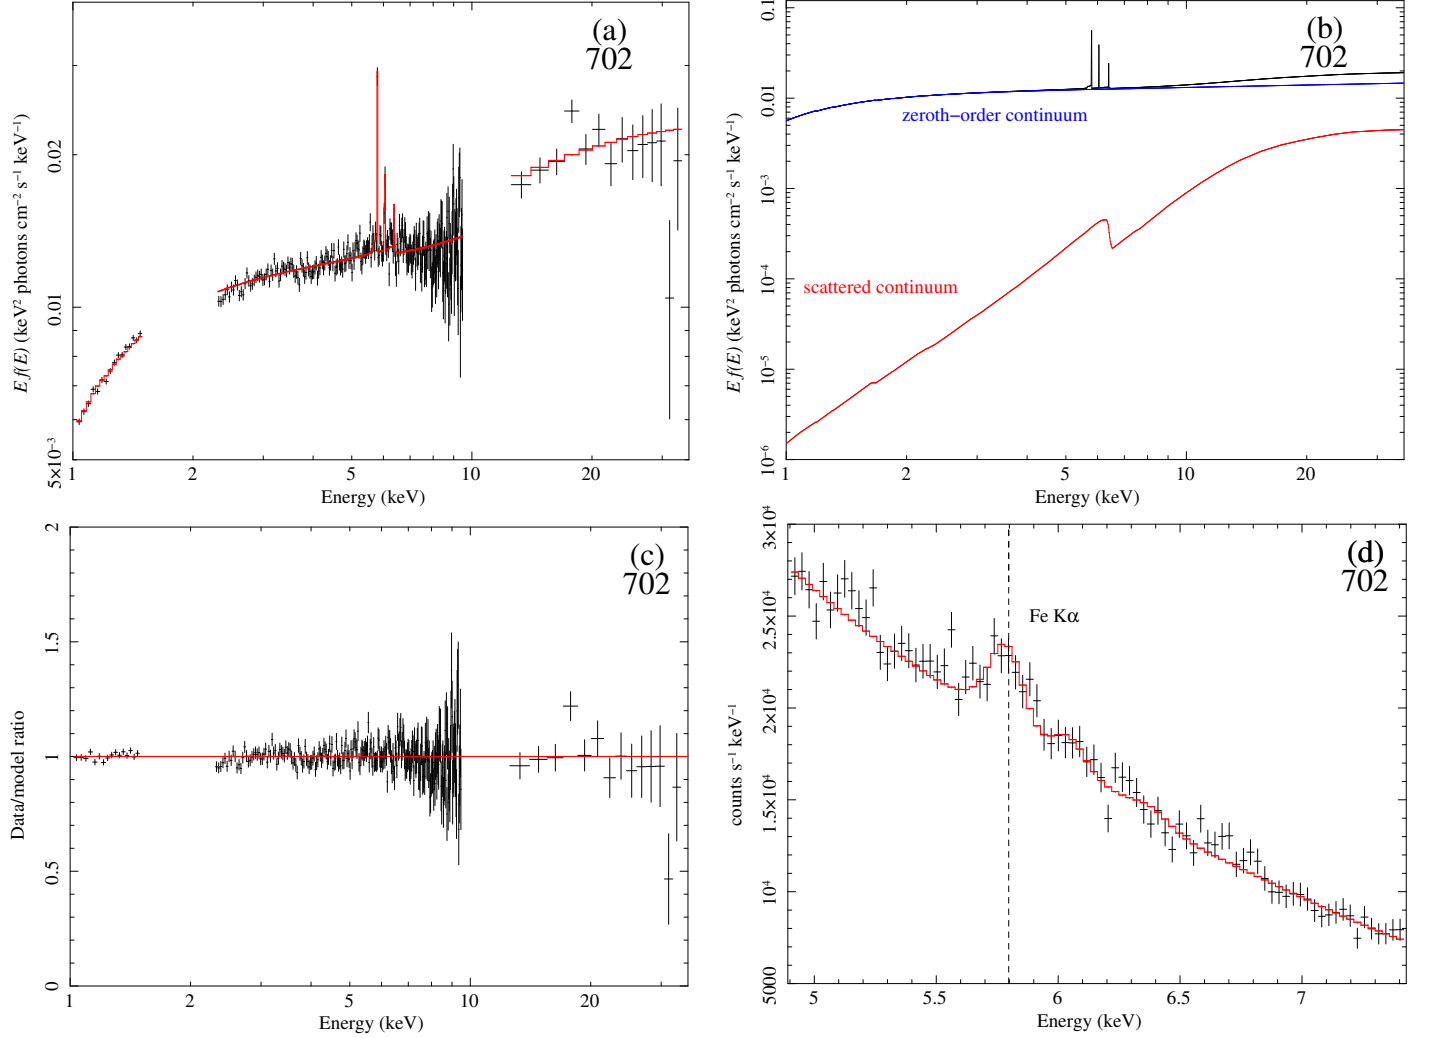 (a)
702
0.02
0.01
5×10⁻³
E f(E) (keV² photons cm⁻² s⁻¹ keV⁻¹)
1 2 5 10 20
Energy (keV)
(b)
702
0.1
0.01
10⁻³
10⁻⁴
10⁻⁵
10⁻⁶
E f(E) (keV² photons cm⁻² s⁻¹ keV⁻¹)
zeroth−order continuum
scattered continuum
1 2 5 10 20
Energy (keV)
(c)
702
2
1.5
1
0.5
0
Data/model ratio
1 2 5 10 20
Energy (keV)
(d)
702
3×10⁴
2.5×10⁴
2×10⁴
1.5×10⁴
10⁴
5000
counts s⁻¹ keV⁻¹
Fe Kα
5 5.5 6 6.5 7
Energy (keV)